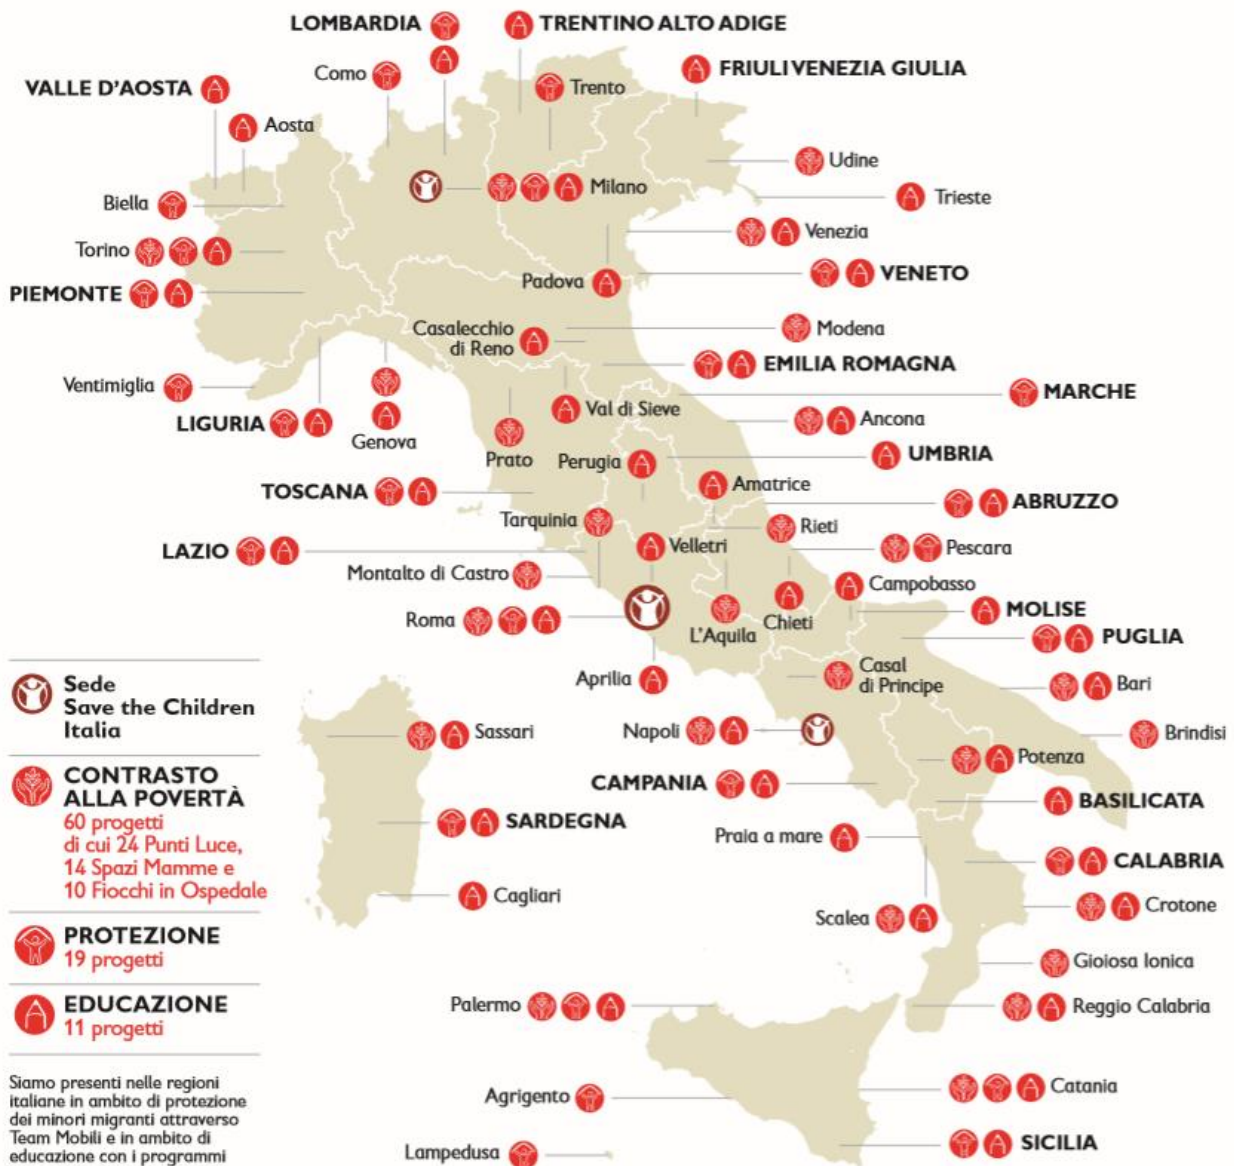 LOMBARDIA
TRENTINO ALTO ADIGE
Como
Trento
FRIULI VENEZIA GIULIA
VALLE D'AOSTA
Aosta
Udine
Milano
Trieste
Biella
Venezia
Torino
VENETO
Padova
PIEMONTE
Modena
Casalecchio
di Reno
EMILIA ROMAGNA
Ventimiglia
MARCHE
Val di Sieve
Ancona
LIGURIA
Genova
Prato
Perugia
UMBRIA
Amatrice
TOSCANA
ABRUZZO
Tarquinia
Rieti
Velletri
Pescara
LAZIO
Montalto di Castro
Campobasso
MOLISE
Roma
L'Aquila
Chieti
PUGLIA
Casal
di Principe
Aprilia
Bari
Sede
Save the Children
Italia
Sassari
Napoli
Brindisi
Potenza
CONTRASTO
ALLA POVERTÀ
60 progetti
di cui 24 Punti Luce,
14 Spazi Mamme e
10 Fiocchi in Ospedale
CAMPANIA
BASILICATA
SARDEGNA
Praia a mare
CALABRIA
Cagliari
Scalea
Crotone
PROTEZIONE
19 progetti
Gioiosa Ionica
EDUCAZIONE
11 progetti
Palermo
Reggio Calabria
Siamo presenti nelle regioni
italiane in ambito di protezione
dei minori migranti attraverso
Team Mobili e in ambito di
educazione con i programmi
Agrigento
Catania
Lampedusa
SICILIA